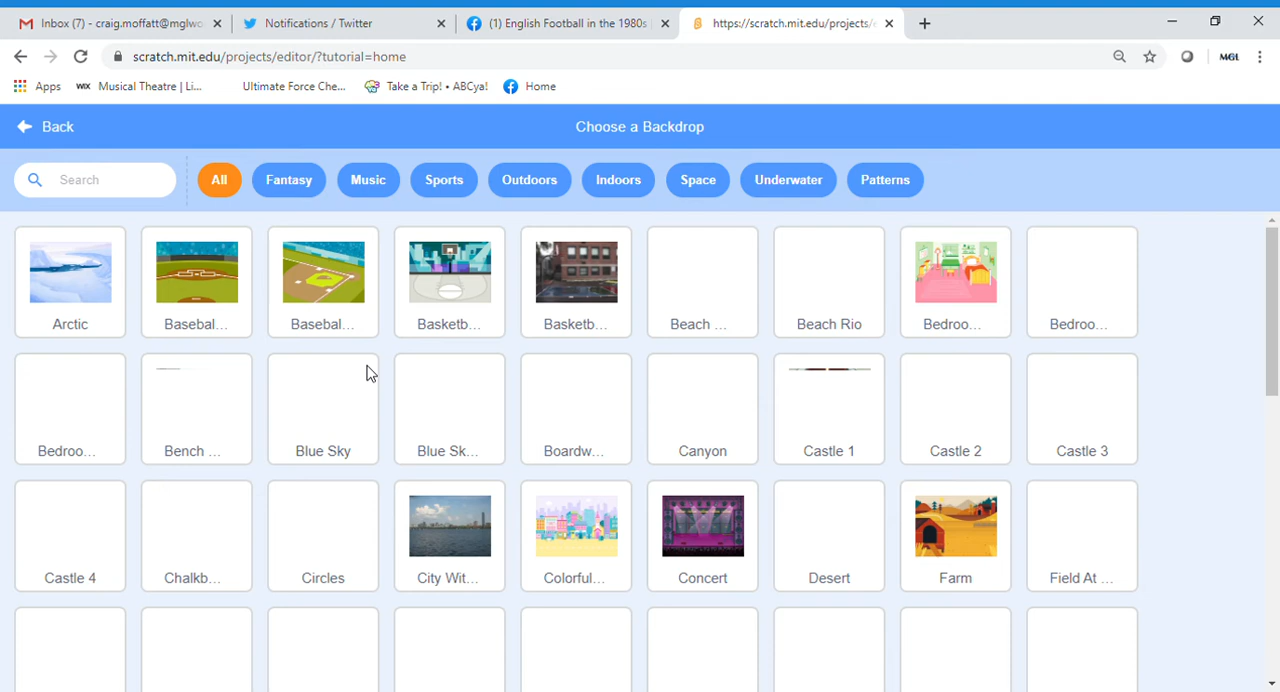 Inbox (7) - craig.moffatt@mglwo
Notifications / Twitter
(1) English Football in the 1980s
https://scratch.mit.edu/projects/e
scratch.mit.edu/projects/editor/?tutorial=home
MGL
Apps
WIX Musical Theatre | Li...
Ultimate Force Che...
Take a Trip! • ABCya!
Home
Back
Choose a Backdrop
Search
All
Fantasy
Music
Sports
Outdoors
Indoors
Space
Underwater
Patterns
Arctic
Basebal...
Basebal...
Basketb...
Basketb...
Beach ...
Beach Rio
Bedroo...
Bedroo...
Bedroo...
Bench ...
Blue Sky
Blue Sk...
Boardw...
Canyon
Castle 1
Castle 2
Castle 3
Castle 4
Chalkb...
Circles
City Wit...
Colorful...
Concert
Desert
Farm
Field At ...